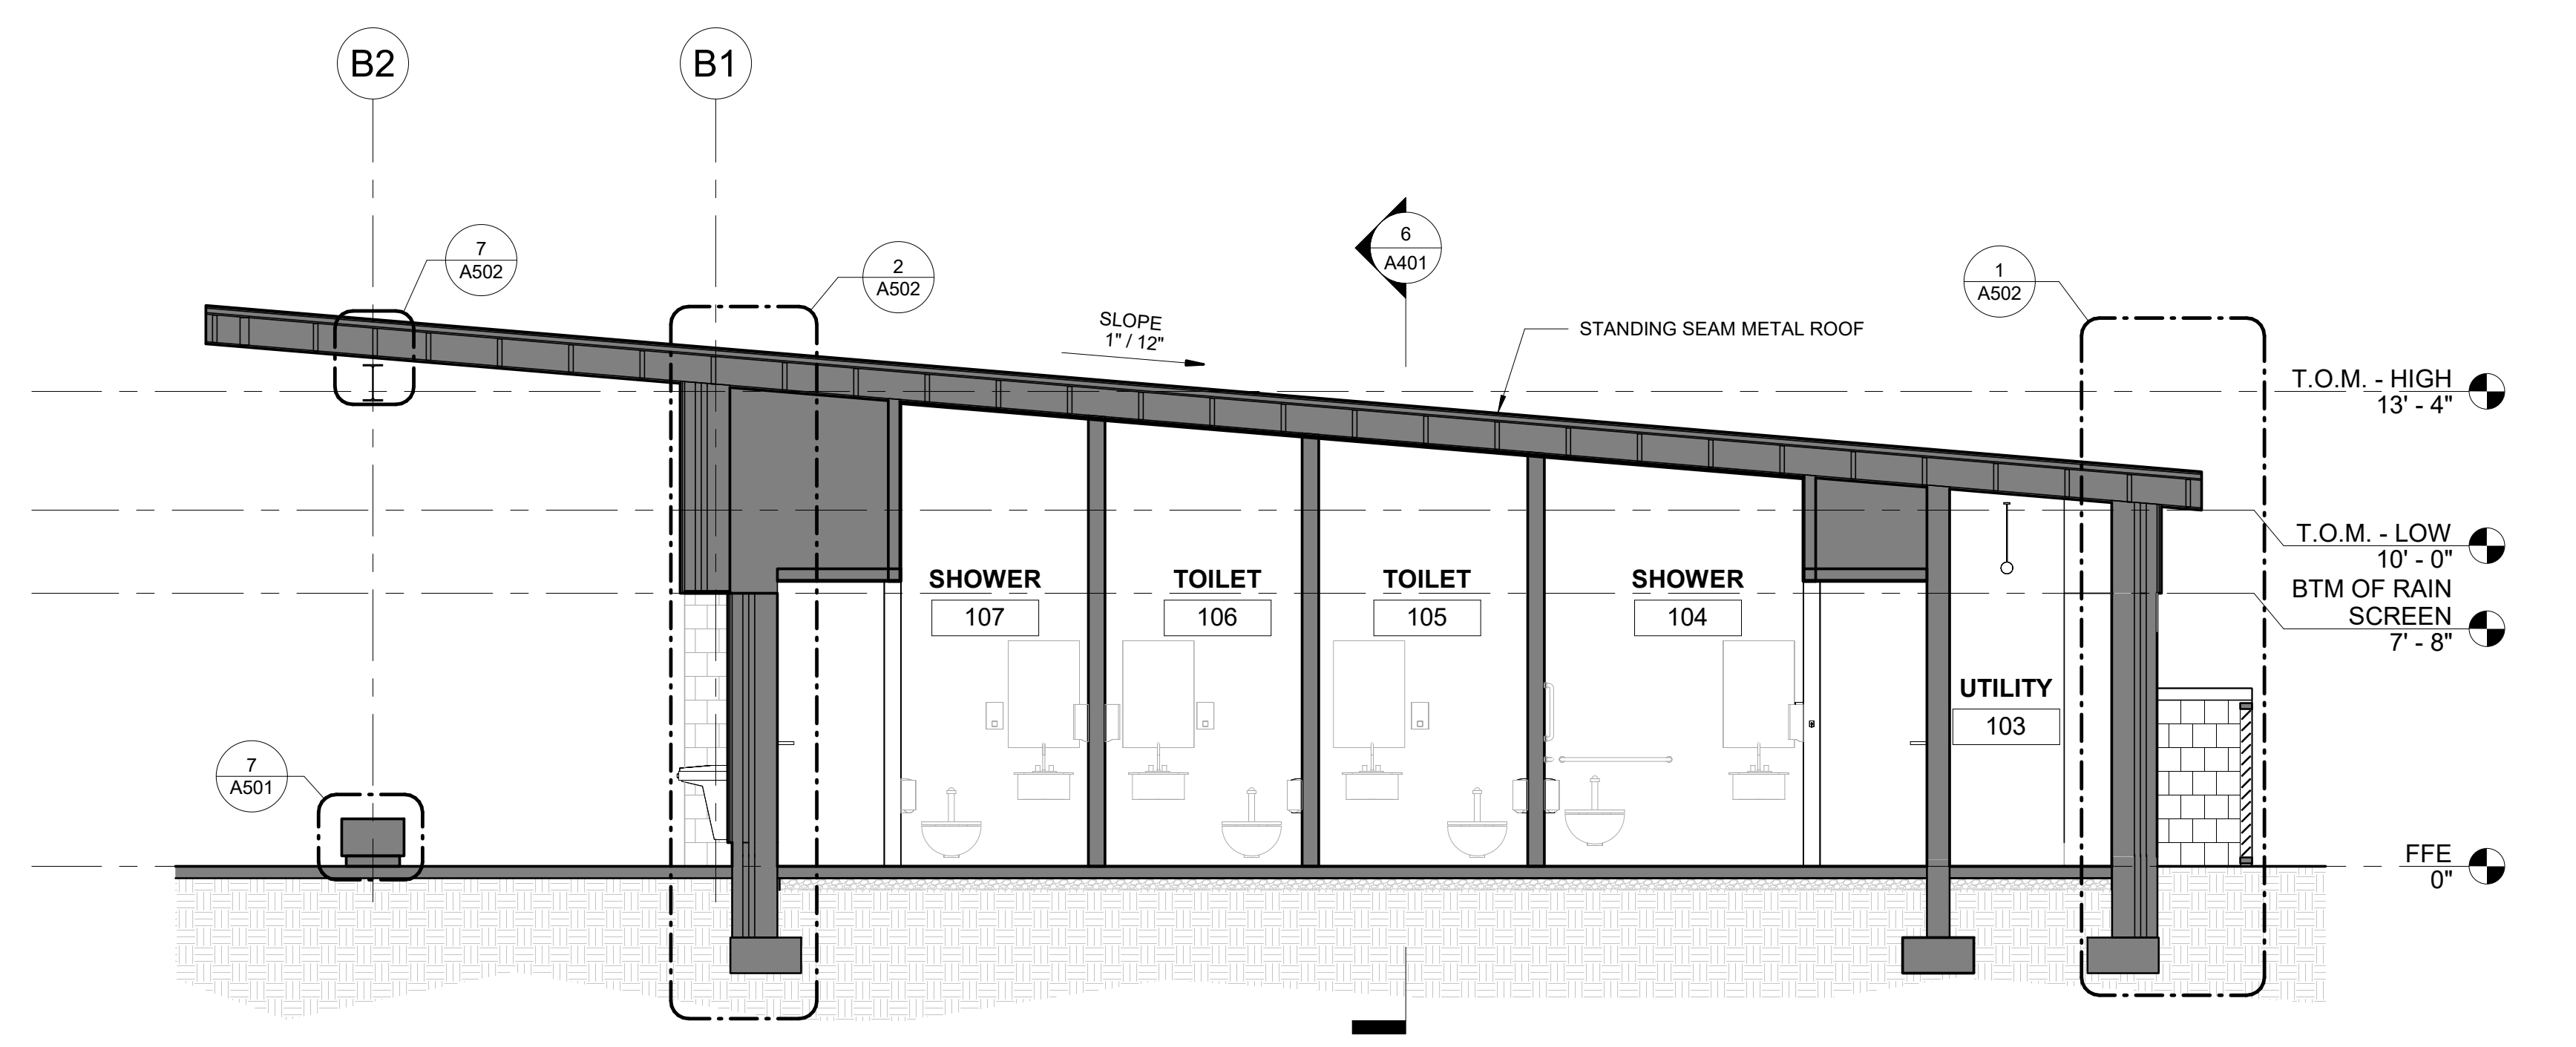 B2
B1
7
A502
2
A502
6
A401
1
A502
SLOPE
1" / 12"
STANDING SEAM METAL ROOF
T.O.M. - HIGH
13' - 4"
T.O.M. - LOW
10' - 0"
BTM OF RAIN
SCREEN
7' - 8"
SHOWER
107
TOILET
106
TOILET
105
SHOWER
104
UTILITY
103
7
A501
FFE
0"